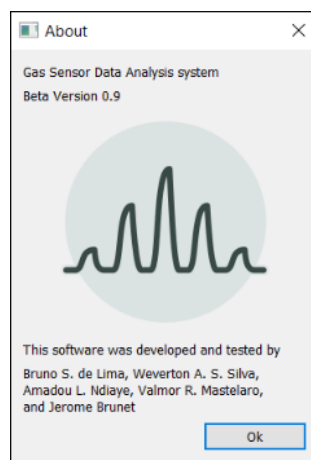 About
Gas Sensor Data Analysis system
Beta Version 0.9
This software was developed and tested by
Bruno S. de Lima, Weverton A. S. Silva,
Amadou L. Ndiaye, Valmor R. Mastelaro,
and Jerome Brunet
Ok